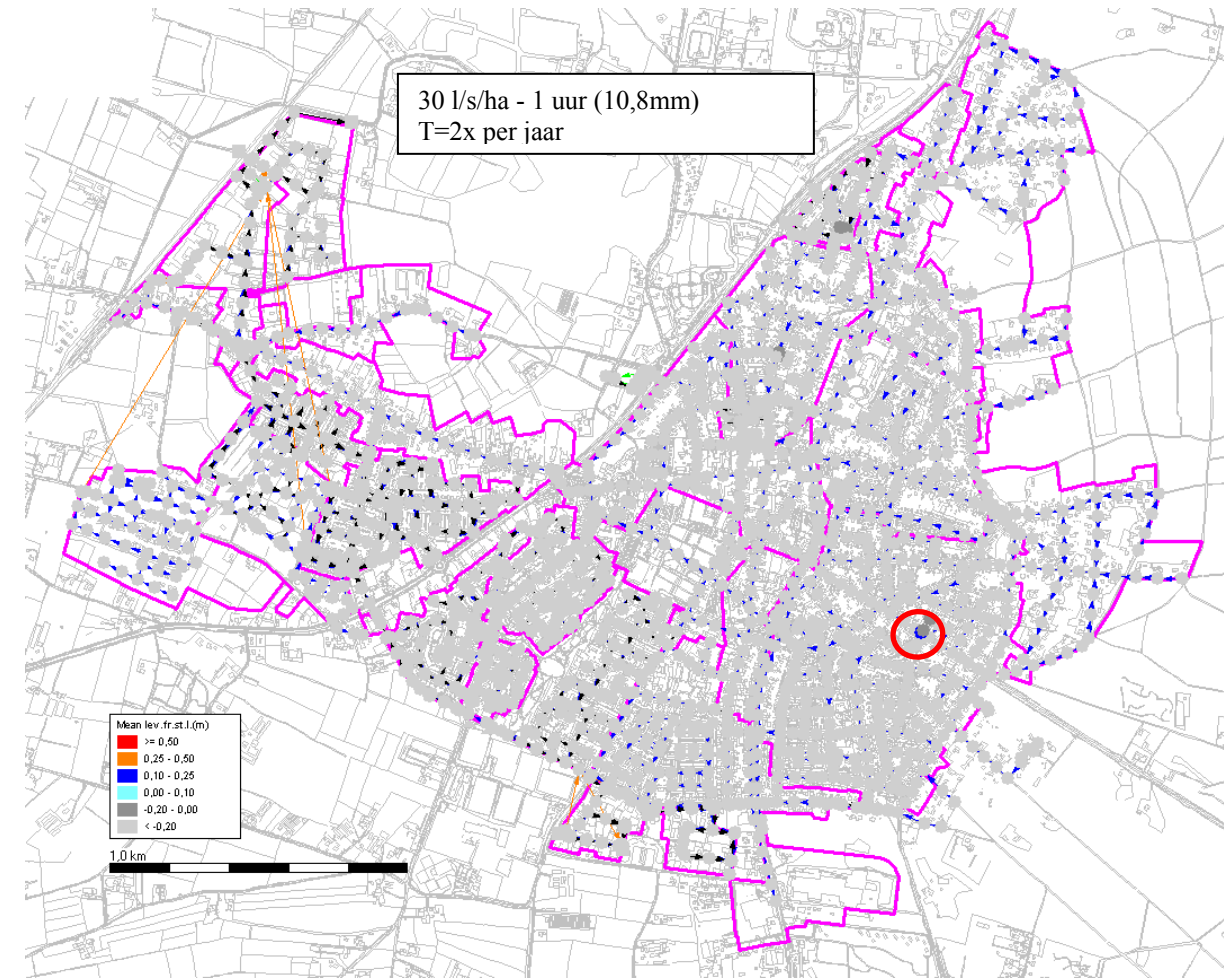 30 l/s/ha - 1 uur (10,8mm)
T=2x per jaar
Mean lev.fr.st.l.(m)
>= 0,50
0,25 - 0,50
0,10 - 0,25
0,00 - 0,10
-0,20 - 0,00
< -0,20
1,0 km